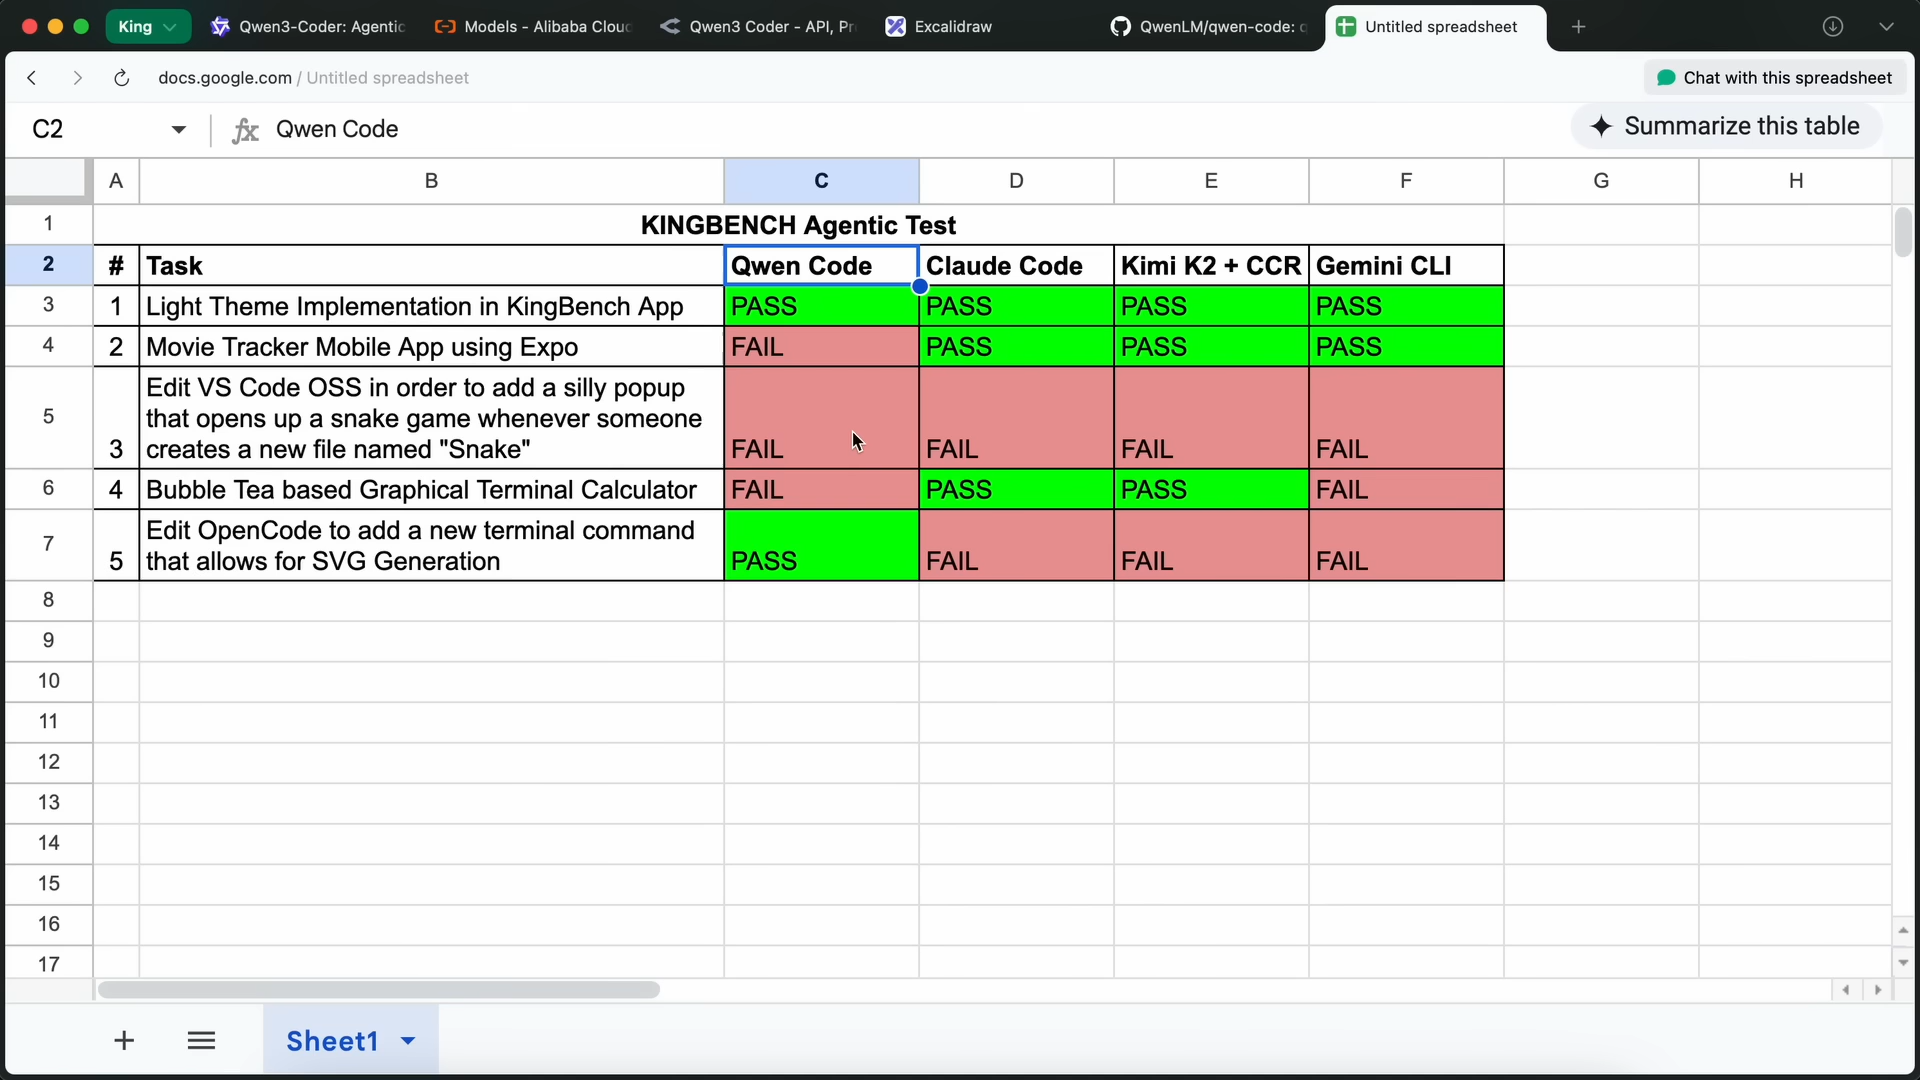 King
Qwen3-Coder: Agentic
Models - Alibaba Cloud
Qwen3 Coder - API, Pr
Excalidraw
QwenLM/qwen-code: q
Untitled spreadsheet
docs.google.com / Untitled spreadsheet
Chat with this spreadsheet
C2
fx Qwen Code
Summarize this table
A B C D E F G H
1 KINGBENCH Agentic Test
2 # Task Qwen Code Claude Code Kimi K2 + CCR Gemini CLI
3 1 Light Theme Implementation in KingBench App PASS PASS PASS PASS
4 2 Movie Tracker Mobile App using Expo FAIL PASS PASS PASS
Edit VS Code OSS in order to add a silly popup
5 that opens up a snake game whenever someone
3 creates a new file named "Snake" FAIL FAIL FAIL FAIL
6 4 Bubble Tea based Graphical Terminal Calculator FAIL PASS PASS FAIL
7 Edit OpenCode to add a new terminal command
5 that allows for SVG Generation PASS FAIL FAIL FAIL
8
9
10
11
12
13
14
15
16
17
Sheet1